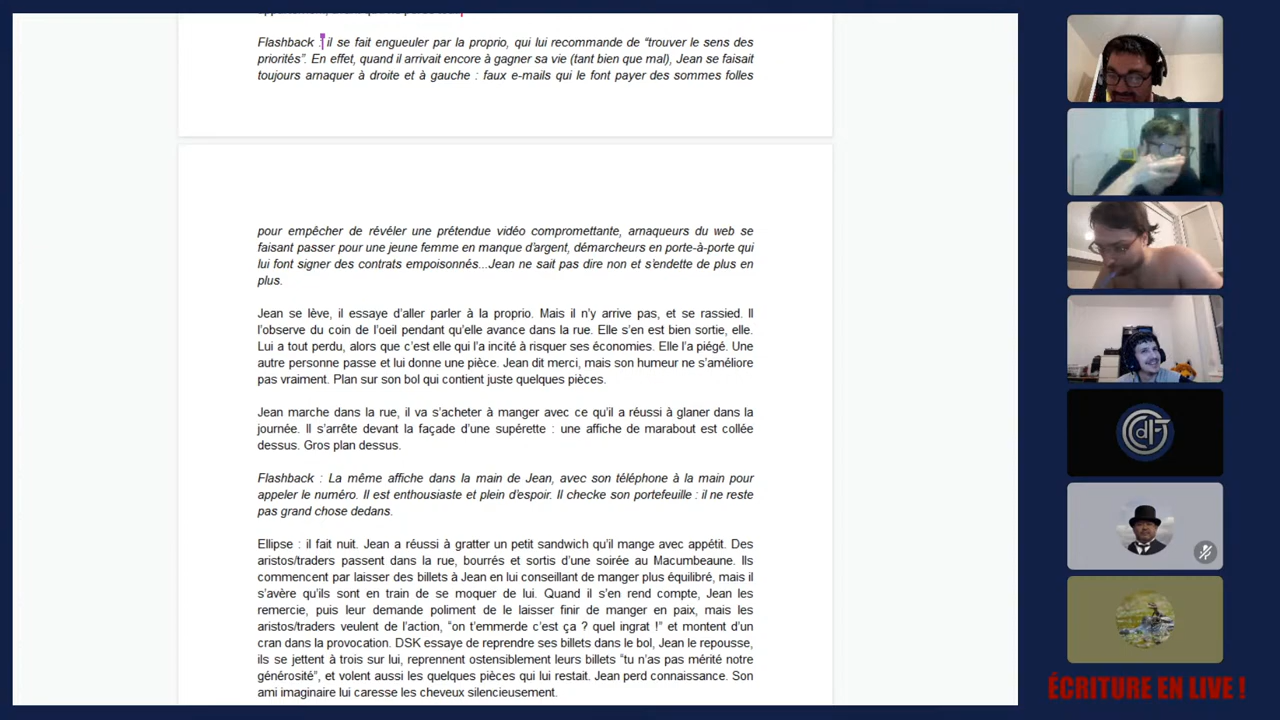 Flashback : il se fait engueuler par la proprio, qui lui recommande de “trouver le sens des
priorités”. En effet, quand il arrivait encore à gagner sa vie (tant bien que mal), Jean se faisait
toujours arnaquer à droite et à gauche : faux e-mails qui le font payer des sommes folles
pour empêcher de révéler une prétendue vidéo compromettante, arnaqueurs du web se
faisant passer pour une jeune femme en manque d’argent, démarcheurs en porte-à-porte qui
lui font signer des contrats empoisonnés...Jean ne sait pas dire non et s’endette de plus en
plus.
Jean se lève, il essaye d’aller parler à la proprio. Mais il n’y arrive pas, et se rassied. Il
l’observe du coin de l’oeil pendant qu’elle avance dans la rue. Elle s’en est bien sortie, elle.
Lui a tout perdu, alors que c’est elle qui l’a incité à risquer ses économies. Elle l’a piégé. Une
autre personne passe et lui donne une pièce. Jean dit merci, mais son humeur ne s’améliore
pas vraiment. Plan sur son bol qui contient juste quelques pièces.
Jean marche dans la rue, il va s’acheter à manger avec ce qu’il a réussi à glaner dans la
journée. Il s’arrête devant la façade d’une supérette : une affiche de marabout est collée
dessus. Gros plan dessus.
Flashback : La même affiche dans la main de Jean, avec son téléphone à la main pour
appeler le numéro. Il est enthousiaste et plein d’espoir. Il checke son portefeuille : il ne reste
pas grand chose dedans.
Ellipse : il fait nuit. Jean a réussi à gratter un petit sandwich qu’il mange avec appétit. Des
aristos/traders passent dans la rue, bourrés et sortis d’une soirée au Macumbeaune. Ils
commencent par laisser des billets à Jean en lui conseillant de manger plus équilibré, mais il
s’avère qu’ils sont en train de se moquer de lui. Quand il s’en rend compte, Jean les
remercie, puis leur demande poliment de le laisser finir de manger en paix, mais les
aristos/traders veulent de l’action, “on t’emmerde c’est ça ? quel ingrat !” et montent d’un
cran dans la provocation. DSK essaye de reprendre ses billets dans le bol, Jean le repousse,
ils se jettent à trois sur lui, reprennent ostensiblement leurs billets “tu n’as pas mérité notre
générosité”, et volent aussi les quelques pièces qui lui restait. Jean perd connaissance. Son
ami imaginaire lui caresse les cheveux silencieusement.
ÉCRITURE EN LIVE !